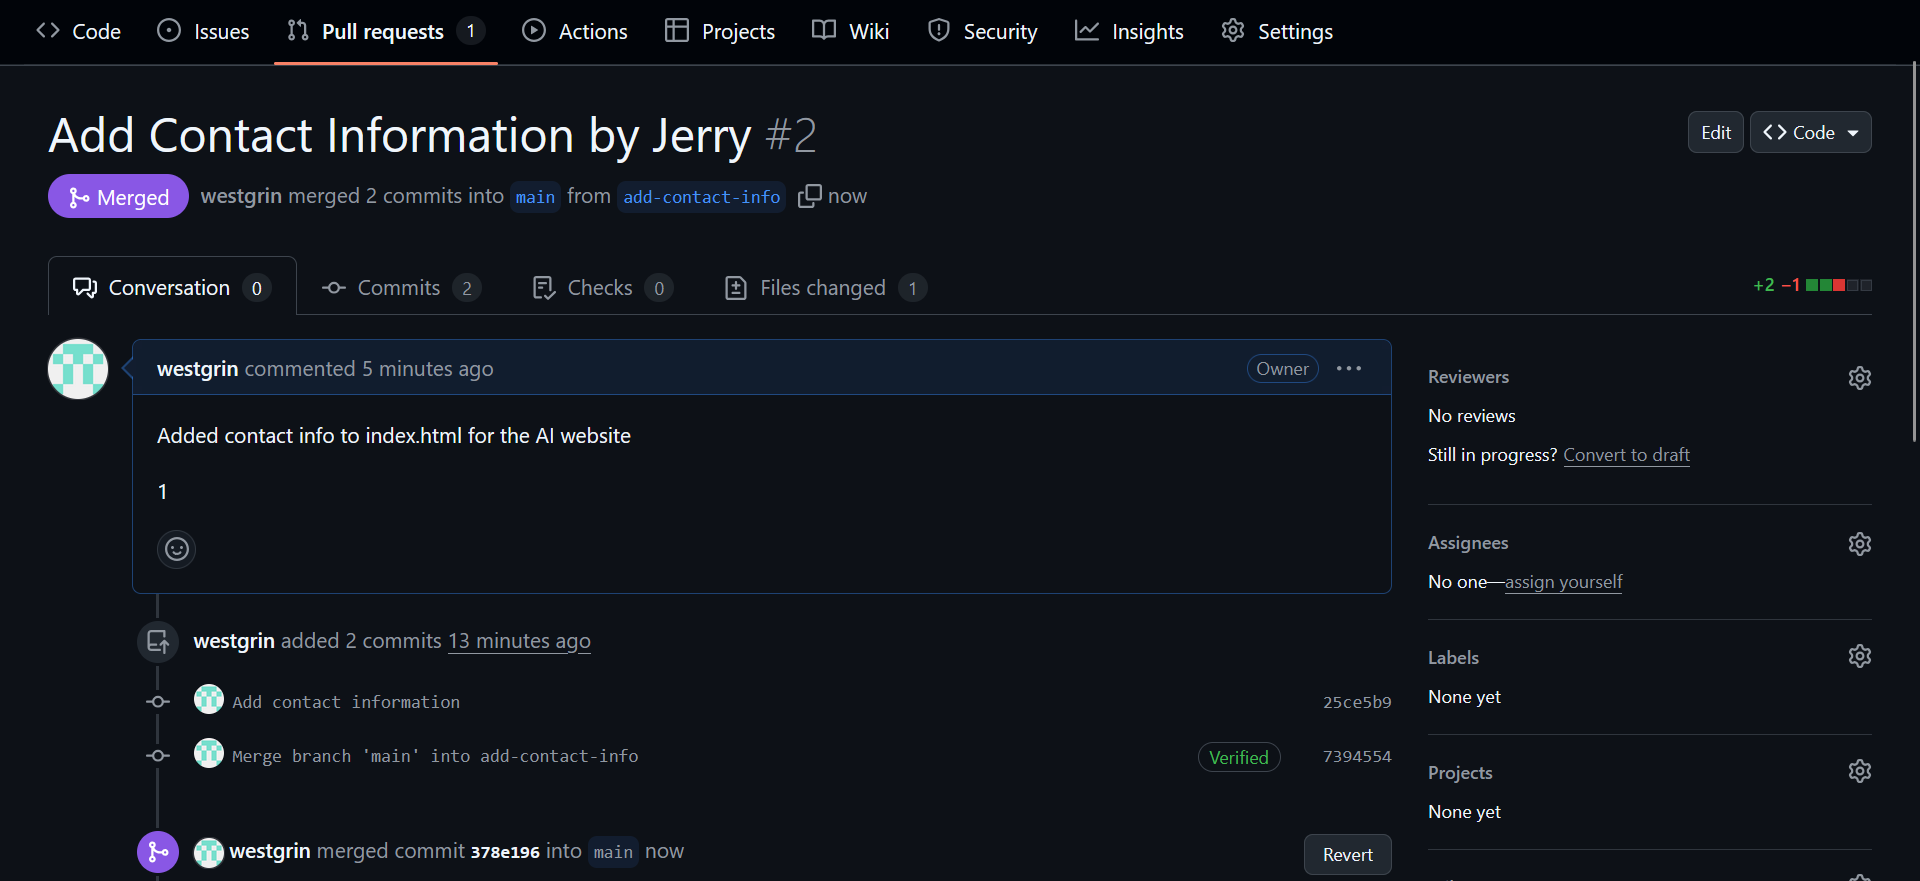 Code Issues Pull requests 1 Actions Projects Wiki Security Insights Settings
Add Contact Information by Jerry #2
Edit Code
Merged westgrin merged 2 commits into main from add-contact-info now
Conversation 0 Commits 2 Checks 0 Files changed 1 +2 −1
westgrin commented 5 minutes ago Owner
Added contact info to index.html for the AI website
1
westgrin added 2 commits 13 minutes ago
Add contact information 25ce5b9
Merge branch 'main' into add-contact-info Verified 7394554
westgrin merged commit 378e196 into main now Revert
Reviewers
No reviews
Still in progress? Convert to draft
Assignees
No one—assign yourself
Labels
None yet
Projects
None yet